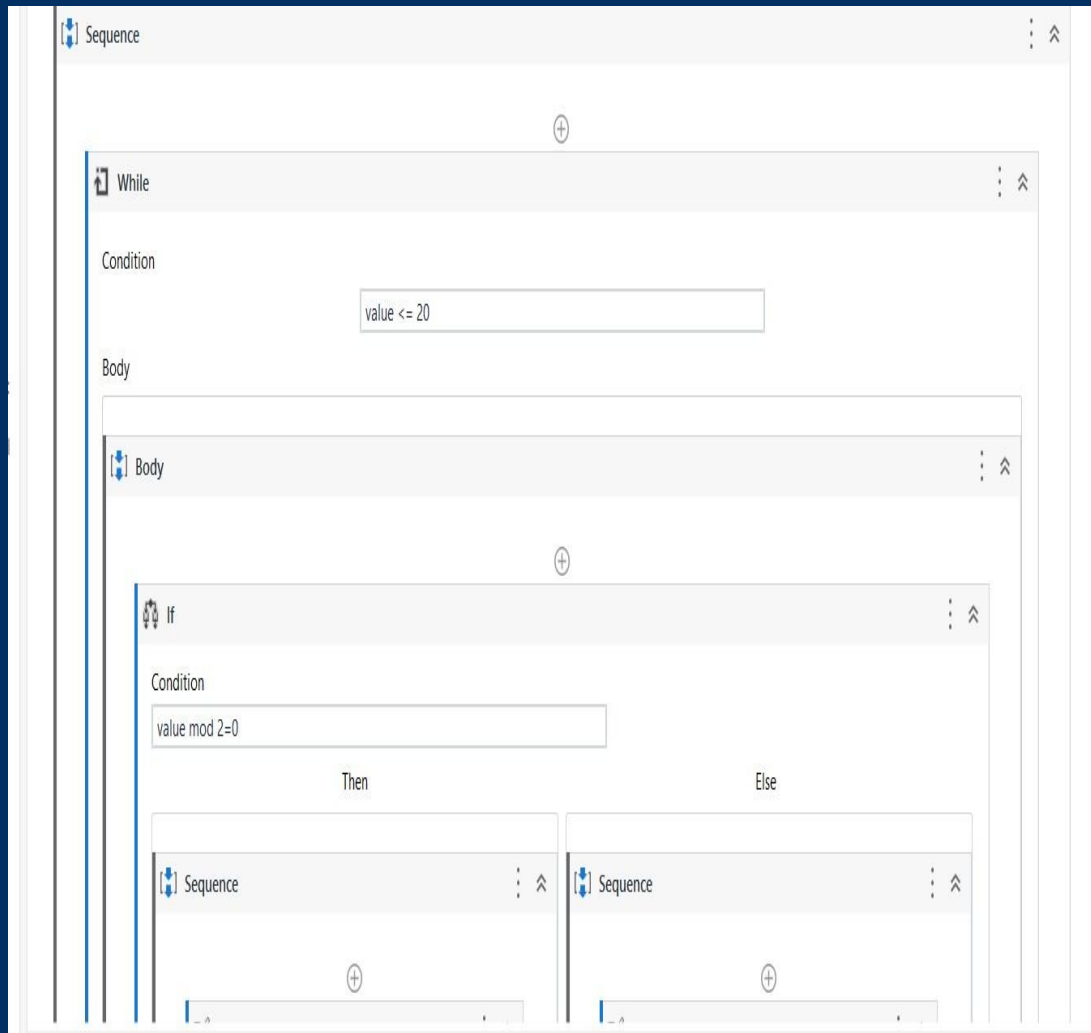 Sequence
While
Condition
value <= 20
Body
Body
If
Condition
value mod 2=0
Then Else
Sequence Sequence